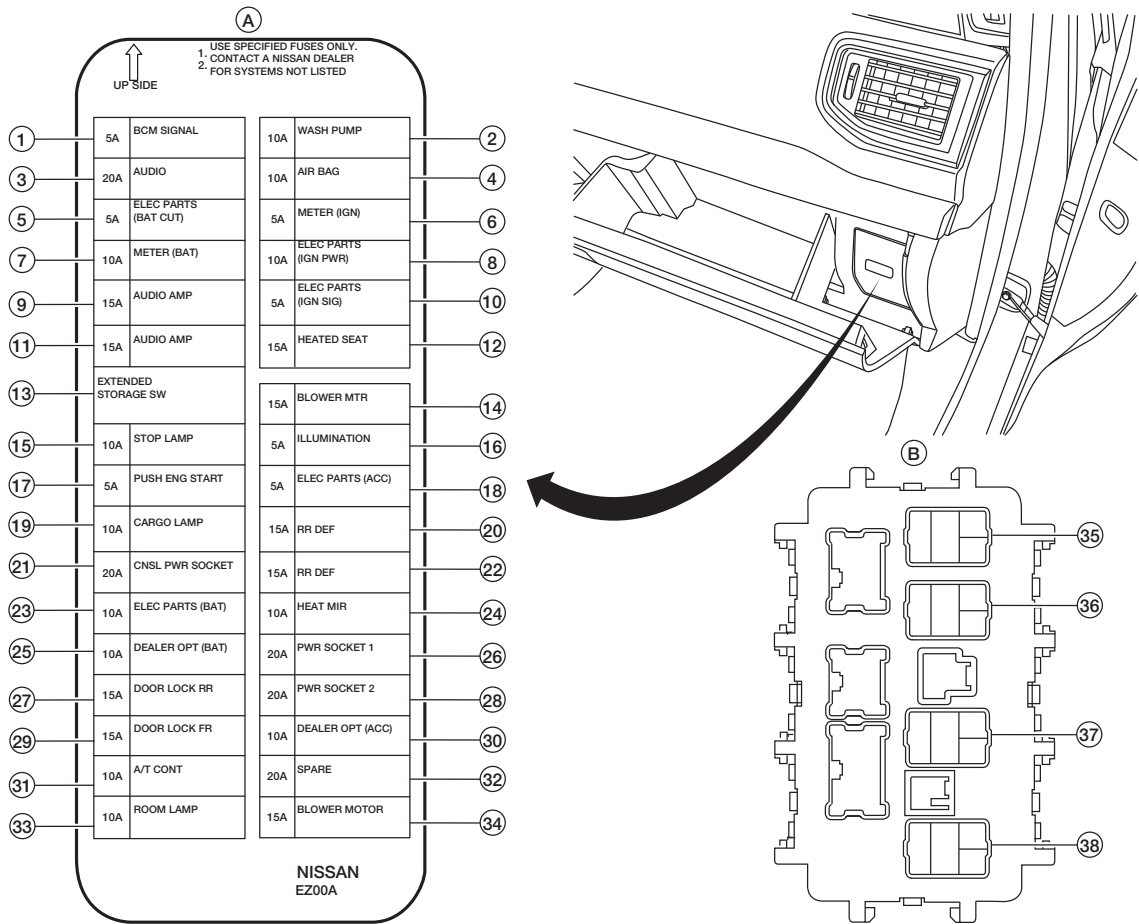 A
USE SPECIFIED FUSES ONLY.
1. CONTACT A NISSAN DEALER
2. FOR SYSTEMS NOT LISTED
UP SIDE
1 5A BCM SIGNAL 10A WASH PUMP 2
3 20A AUDIO 10A AIR BAG 4
5 5A ELEC PARTS (BAT CUT) 5A METER (IGN) 6
7 10A METER (BAT) 10A ELEC PARTS (IGN PWR) 8
9 15A AUDIO AMP 5A ELEC PARTS (IGN SIG) 10
11 15A AUDIO AMP 15A HEATED SEAT 12
13 EXTENDED STORAGE SW 15A BLOWER MTR 14
15 10A STOP LAMP 5A ILLUMINATION 16
17 5A PUSH ENG START 5A ELEC PARTS (ACC) 18
19 10A CARGO LAMP 15A RR DEF 20
21 20A CNSL PWR SOCKET 15A RR DEF 22
23 10A ELEC PARTS (BAT) 10A HEAT MIR 24
25 10A DEALER OPT (BAT) 20A PWR SOCKET 1 26
27 15A DOOR LOCK RR 20A PWR SOCKET 2 28
29 15A DOOR LOCK FR 10A DEALER OPT (ACC) 30
31 10A A/T CONT 20A SPARE 32
33 10A ROOM LAMP 15A BLOWER MOTOR 34
NISSAN
EZ00A
B
35
36
37
38